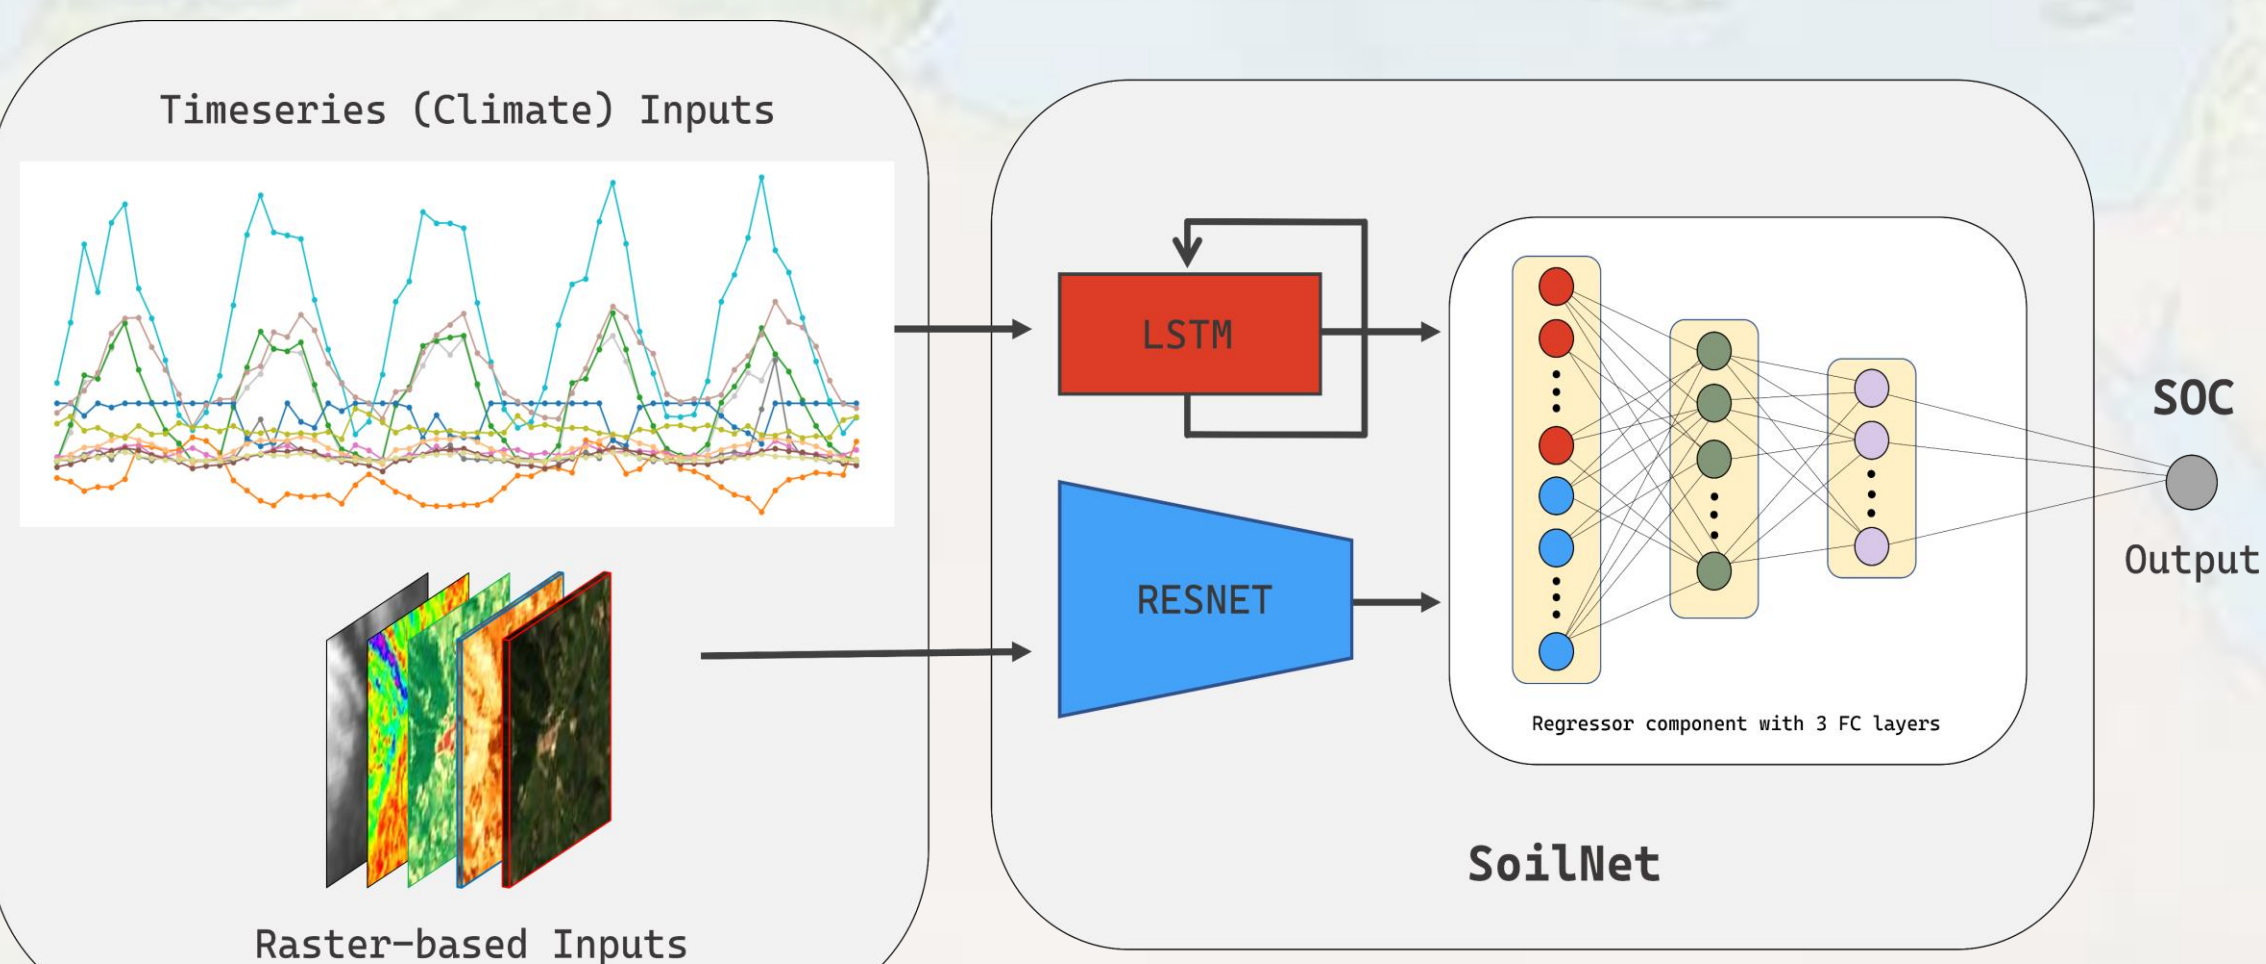 Timeseries (Climate) Inputs
Raster-based Inputs
LSTM
RESNET
Regressor component with 3 FC layers
SoilNet
SOC
Output